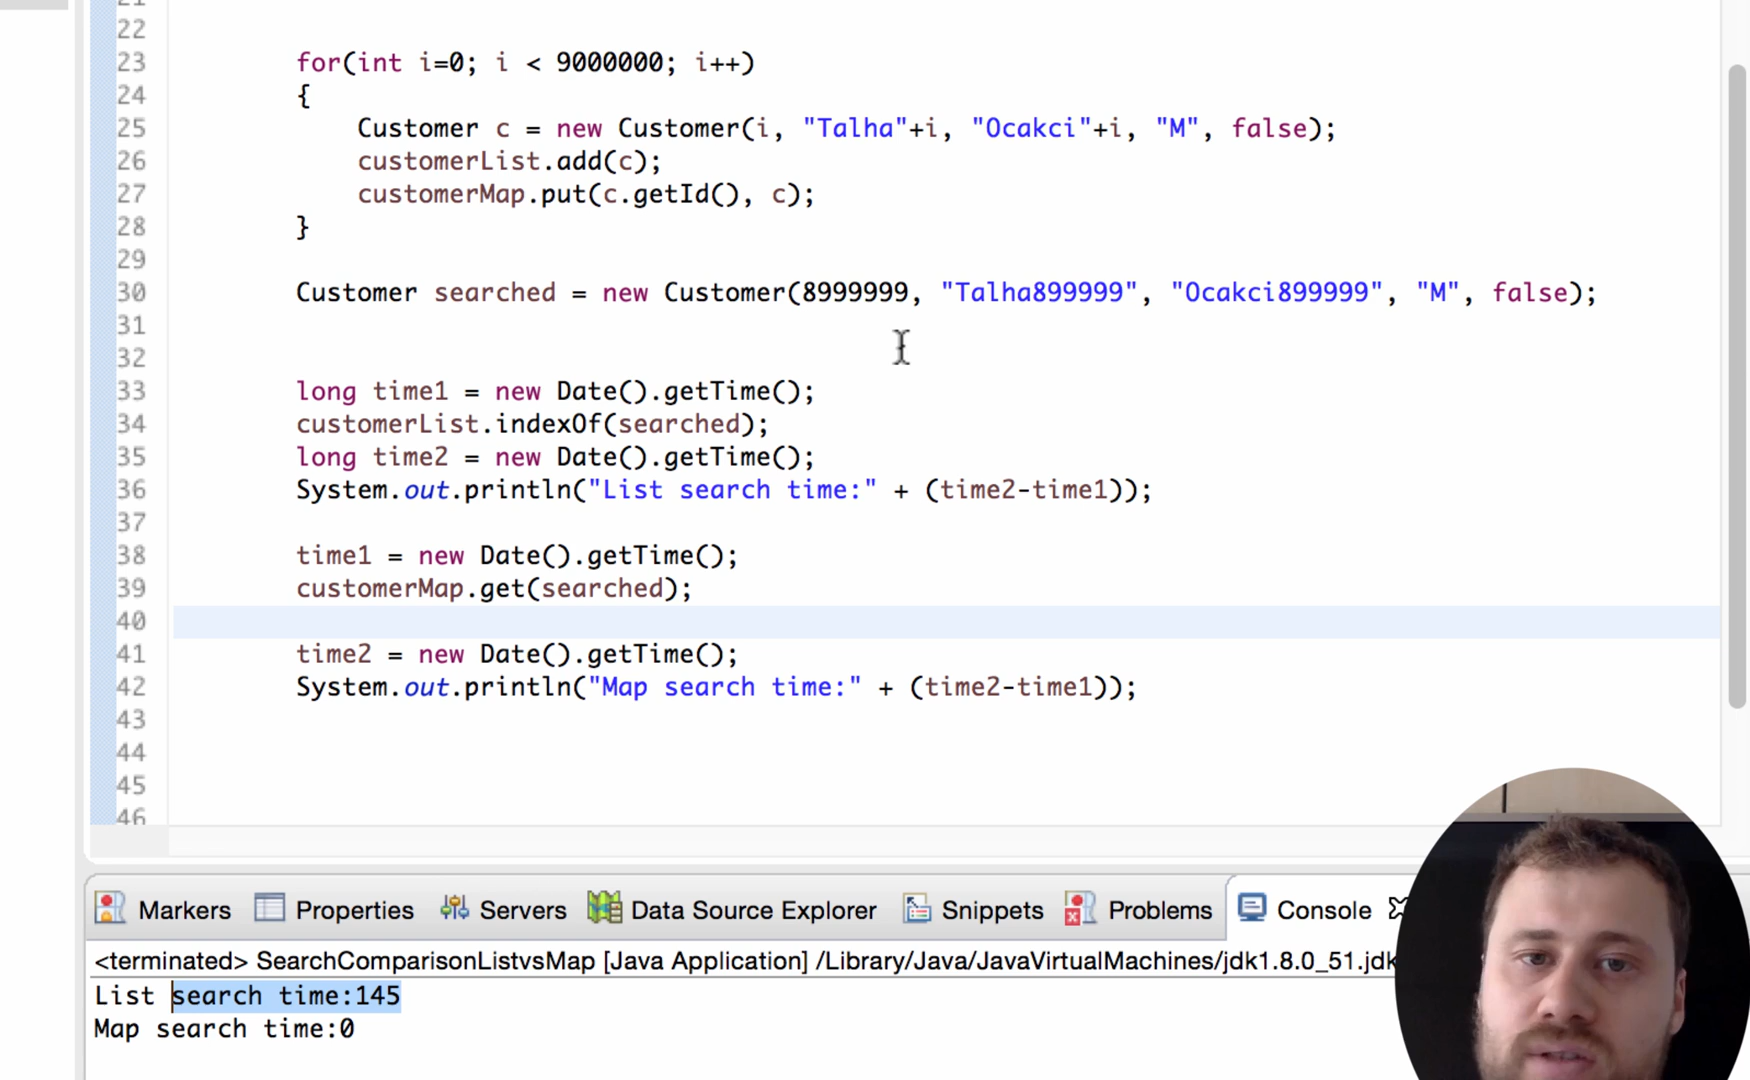 21
22
23 for(int i=0; i < 9000000; i++)
24 {
25 Customer c = new Customer(i, "Talha"+i, "Ocakci"+i, "M", false);
26 customerList.add(c);
27 customerMap.put(c.getId(), c);
28 }
29
30 Customer searched = new Customer(8999999, "Talha899999", "Ocakci899999", "M", false);
31
32
33 long time1 = new Date().getTime();
34 customerList.indexOf(searched);
35 long time2 = new Date().getTime();
36 System.out.println("List search time:" + (time2-time1));
37
38 time1 = new Date().getTime();
39 customerMap.get(searched);
40
41 time2 = new Date().getTime();
42 System.out.println("Map search time:" + (time2-time1));
43
44
45
46
Markers Properties Servers Data Source Explorer Snippets Problems Console
<terminated> SearchComparisonListvsMap [Java Application] /Library/Java/JavaVirtualMachines/jdk1.8.0_51.jdk
List search time:145
Map search time:0